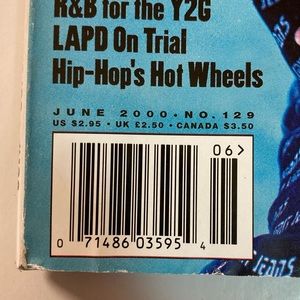 R&B for the Y2G
LAPD On Trial
Hip-Hop's Hot Wheels
JUNE 2000 • NO. 129
US $2.95 • UK £2.50 • CANADA $3.50
06>
0 71486 03595 4